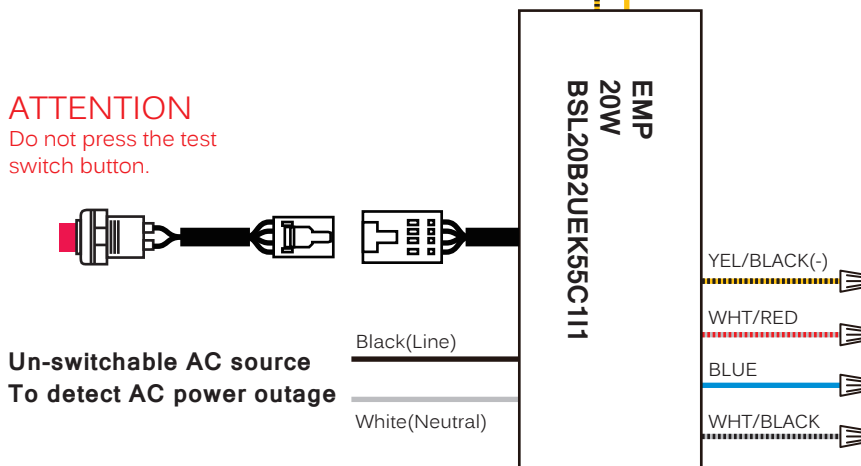 ATTENTION
Do not press the test
switch button.
EMP
20W
BSL20B2UEK55C1I1
YEL/BLACK(-)
WHT/RED
BLUE
WHT/BLACK
Black(Line)
Un-switchable AC source
To detect AC power outage
White(Neutral)